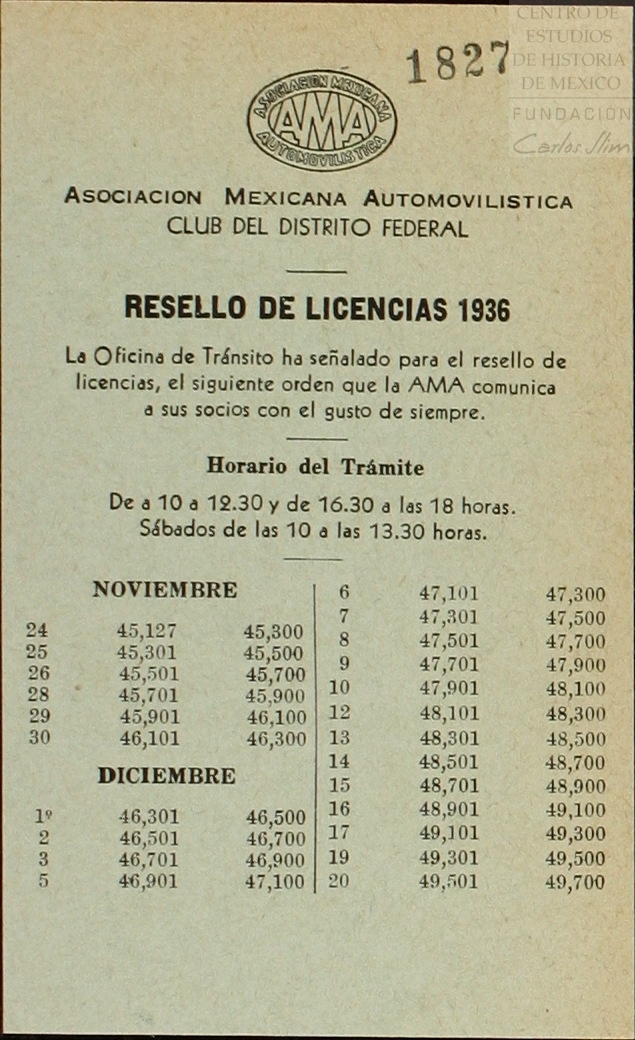 1827
CENTRO DE
ESTUDIOS
DE HISTORIA
DE MEXICO
FUNDACIÓN
Carlos Slim
ASOCIACION MEXICANA
AMA
AUTOMOVILISTICA
ASOCIACION MEXICANA AUTOMOVILISTICA
CLUB DEL DISTRITO FEDERAL
RESELLO DE LICENCIAS 1936
La Oficina de Tránsito ha señalado para el resello de
licencias, el siguiente orden que la AMA comunica
a sus socios con el gusto de siempre.
Horario del Trámite
De a 10 a 12.30 y de 16.30 a las 18 horas.
Sábados de las 10 a las 13.30 horas.
NOVIEMBRE
24 45,127 45,300
25 45,301 45,500
26 45,501 45,700
28 45,701 45,900
29 45,901 46,100
30 46,101 46,300
DICIEMBRE
1º 46,301 46,500
2 46,501 46,700
3 46,701 46,900
5 46,901 47,100
6 47,101 47,300
7 47,301 47,500
8 47,501 47,700
9 47,701 47,900
10 47,901 48,100
12 48,101 48,300
13 48,301 48,500
14 48,501 48,700
15 48,701 48,900
16 48,901 49,100
17 49,101 49,300
19 49,301 49,500
20 49,501 49,700